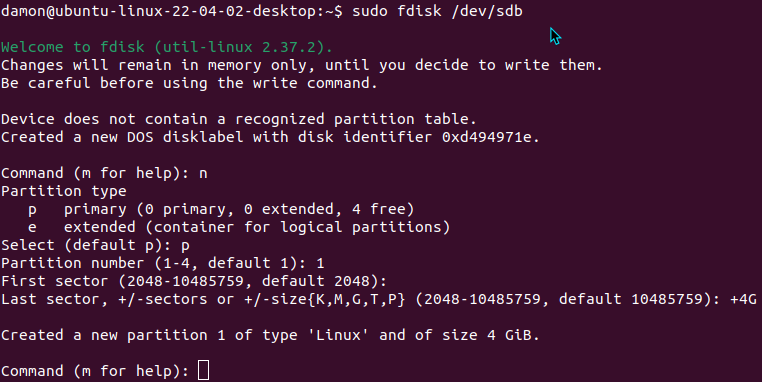 damon@ubuntu-linux-22-04-02-desktop:~$ sudo fdisk /dev/sdb
Welcome to fdisk (util-linux 2.37.2).
Changes will remain in memory only, until you decide to write them.
Be careful before using the write command.
Device does not contain a recognized partition table.
Created a new DOS disklabel with disk identifier 0xd494971e.
Command (m for help): n
Partition type
   p   primary (0 primary, 0 extended, 4 free)
   e   extended (container for logical partitions)
Select (default p): p
Partition number (1-4, default 1): 1
First sector (2048-10485759, default 2048):
Last sector, +/-sectors or +/-size{K,M,G,T,P} (2048-10485759, default 10485759): +4G
Created a new partition 1 of type 'Linux' and of size 4 GiB.
Command (m for help):